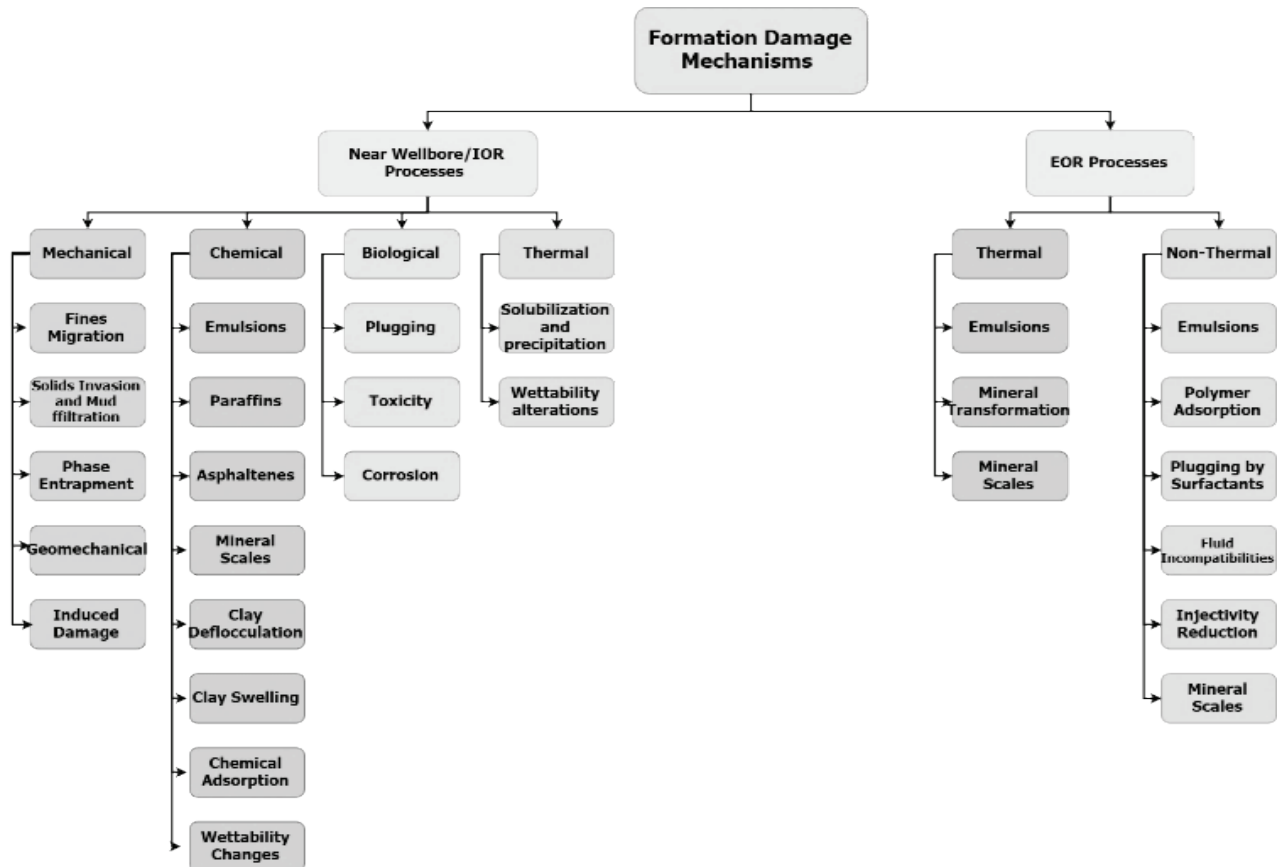 Formation Damage
Mechanisms
Near Wellbore/IOR
Processes
EOR Processes
Mechanical
Fines
Migration
Solids Invasion
and Mud
ffiltration
Phase
Entrapment
Geomechanical
Induced
Damage
Chemical
Emulsions
Paraffins
Asphaltenes
Mineral
Scales
Clay
Deflocculation
Clay Swelling
Chemical
Adsorption
Wettability
Changes
Biological
Plugging
Toxicity
Corrosion
Thermal
Solubilization
and
precipitation
Wettability
alterations
Thermal
Emulsions
Mineral
Transformation
Mineral
Scales
Non-Thermal
Emulsions
Polymer
Adsorption
Plugging by
Surfactants
Fluid
Incompatibilities
Injectivity
Reduction
Mineral
Scales